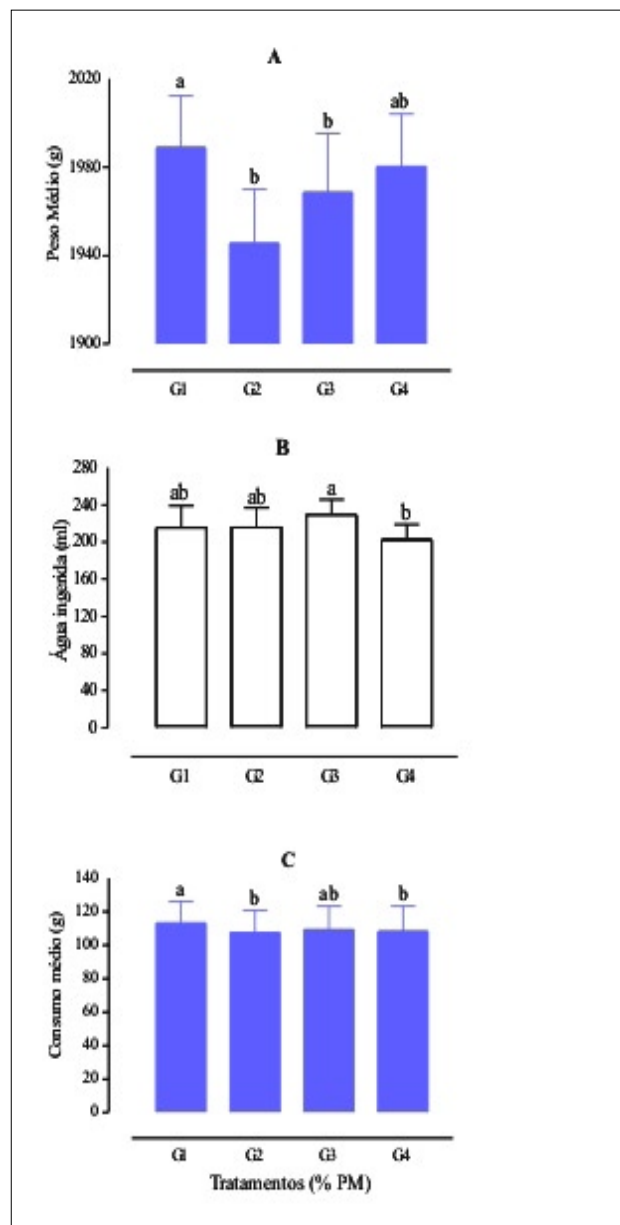 A
Peso Médio (g)
2020
1980
1940
1900
a
b
b
ab
G1 G2 G3 G4
B
Água ingerida (ml)
280
240
200
160
120
80
40
0
ab
ab
a
b
G1 G2 G3 G4
C
Consumo médio (g)
140
120
100
80
60
40
20
0
a
b
ab
b
G1 G2 G3 G4
Tratamentos (% PM)